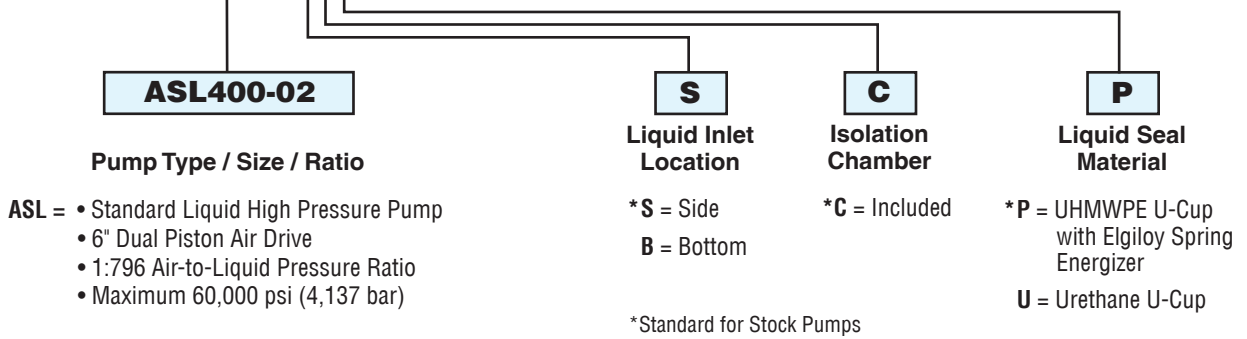 ASL400-02
S
C
P
Pump Type / Size / Ratio
Liquid Inlet
Location
Isolation
Chamber
Liquid Seal
Material
ASL = • Standard Liquid High Pressure Pump
• 6" Dual Piston Air Drive
• 1:796 Air-to-Liquid Pressure Ratio
• Maximum 60,000 psi (4,137 bar)
*S = Side
B = Bottom
*C = Included
*P = UHMWPE U-Cup
with Elgiloy Spring
Energizer
U = Urethane U-Cup
*Standard for Stock Pumps